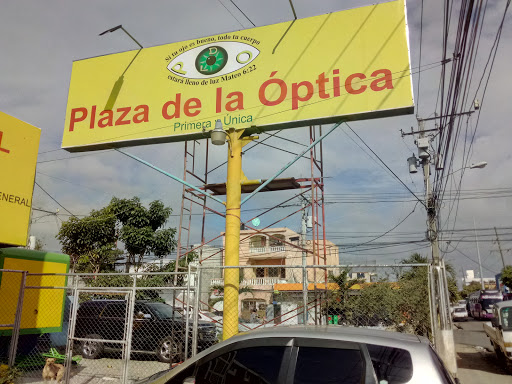 Si tu ojo es bueno, todo tu cuerpo
estará lleno de luz Mateo 6:22
Plaza de la Óptica
Primera y Única
L
ENERAL